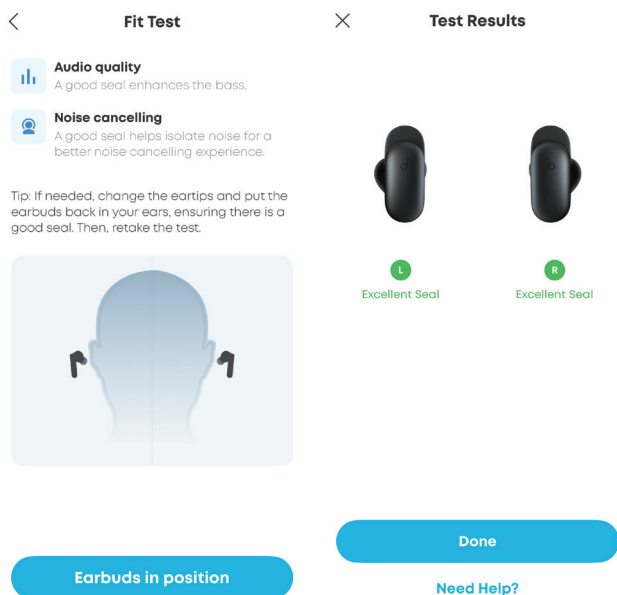 Fit Test
Audio quality
A good seal enhances the bass.
Noise cancelling
A good seal helps isolate noise for a
better noise cancelling experience.
Tip: If needed, change the eartips and put the
earbuds back in your ears, ensuring there is a
good seal. Then, retake the test.
Earbuds in position
Test Results
L
R
Excellent Seal
Excellent Seal
Done
Need Help?